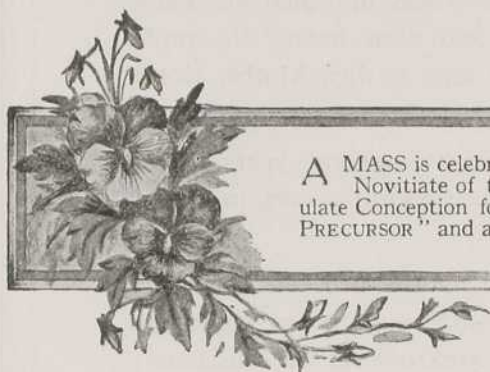 A MASS is celebr
Novitiate of t
ulate Conception fo
PRECURSOR" and a